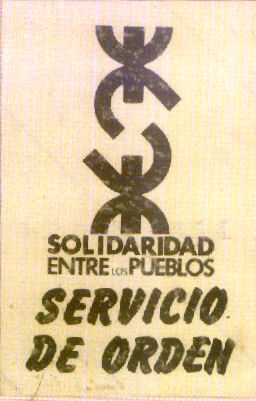 SOLIDARIDAD
ENTRE LOS PUEBLOS
SERVICIO
DE ORDEN